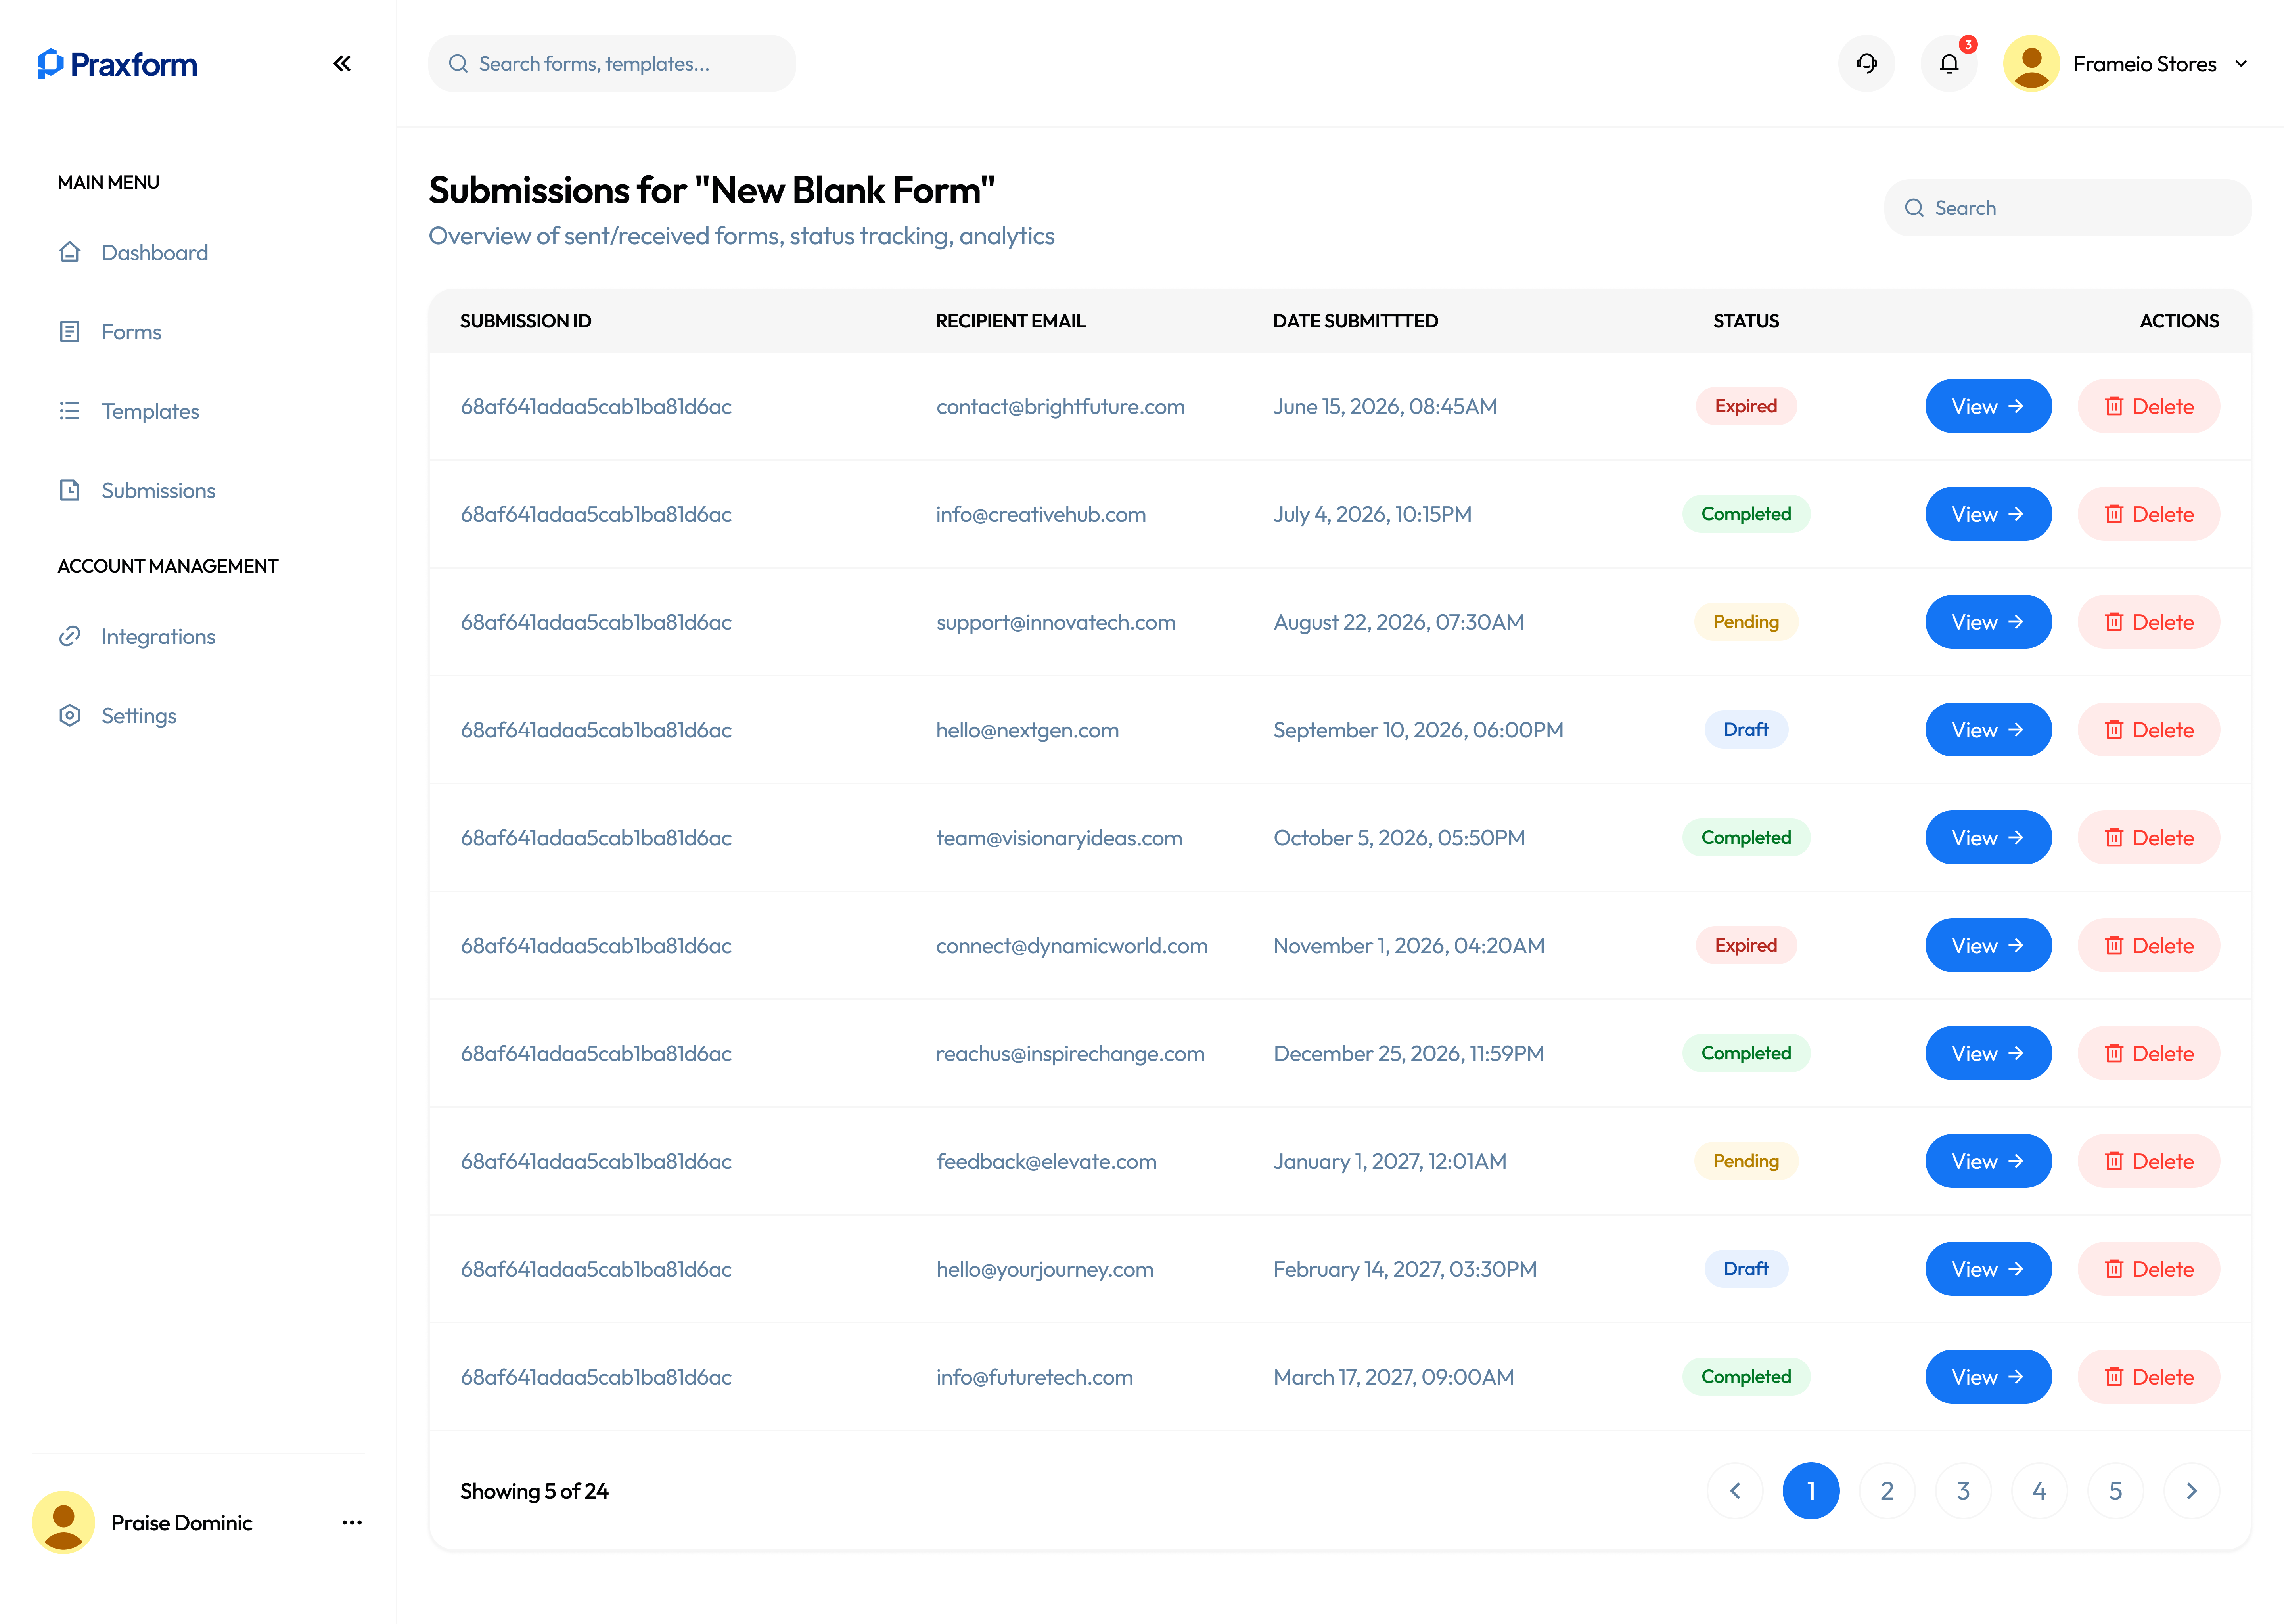 Praxform
Search forms, templates...
3
Frameio Stores
MAIN MENU
Dashboard
Forms
Templates
Submissions
ACCOUNT MANAGEMENT
Integrations
Settings
Praise Dominic
Submissions for "New Blank Form"
Overview of sent/received forms, status tracking, analytics
Search
SUBMISSION ID RECIPIENT EMAIL DATE SUBMITTTED STATUS ACTIONS
68af641adaa5cab1ba81d6ac contact@brightfuture.com June 15, 2026, 08:45AM Expired View Delete
68af641adaa5cab1ba81d6ac info@creativehub.com July 4, 2026, 10:15PM Completed View Delete
68af641adaa5cab1ba81d6ac support@innovatech.com August 22, 2026, 07:30AM Pending View Delete
68af641adaa5cab1ba81d6ac hello@nextgen.com September 10, 2026, 06:00PM Draft View Delete
68af641adaa5cab1ba81d6ac team@visionaryideas.com October 5, 2026, 05:50PM Completed View Delete
68af641adaa5cab1ba81d6ac connect@dynamicworld.com November 1, 2026, 04:20AM Expired View Delete
68af641adaa5cab1ba81d6ac reachus@inspirechange.com December 25, 2026, 11:59PM Completed View Delete
68af641adaa5cab1ba81d6ac feedback@elevate.com January 1, 2027, 12:01AM Pending View Delete
68af641adaa5cab1ba81d6ac hello@yourjourney.com February 14, 2027, 03:30PM Draft View Delete
68af641adaa5cab1ba81d6ac info@futuretech.com March 17, 2027, 09:00AM Completed View Delete
Showing 5 of 24
1 2 3 4 5